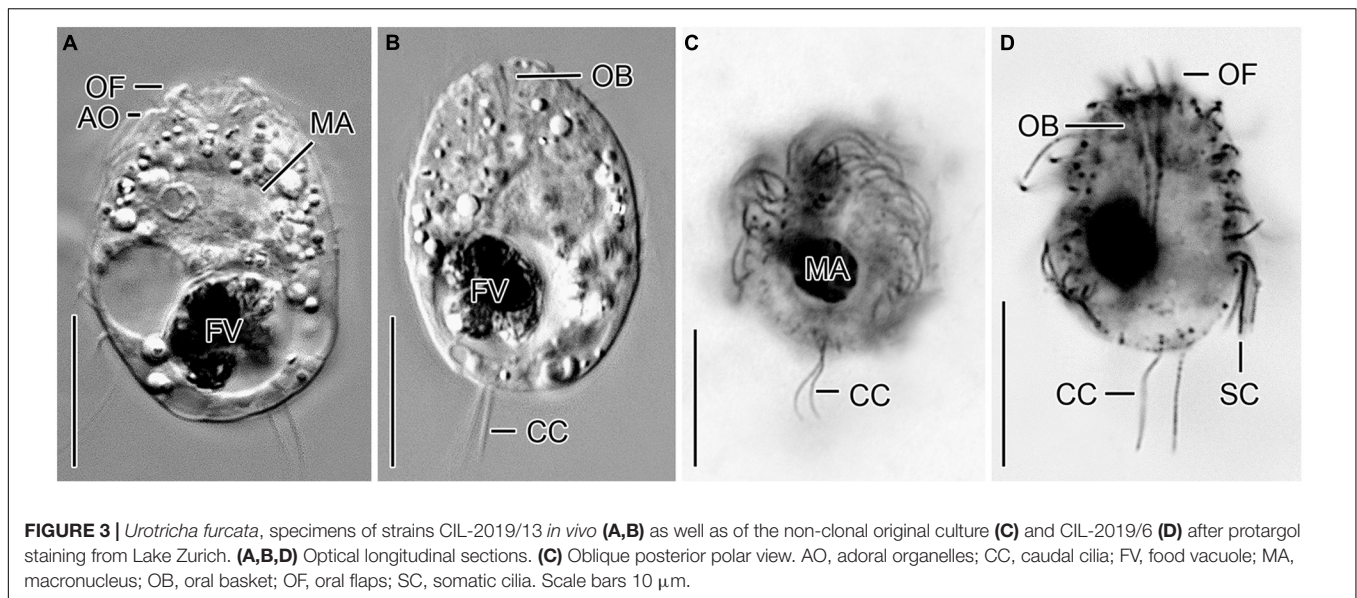 A
OF
AO
MA
FV
B
OB
FV
CC
C
MA
CC
D
OF
OB
CC
SC
FIGURE 3 | Urotricha furcata, specimens of strains CIL-2019/13 in vivo (A,B) as well as of the non-clonal original culture (C) and CIL-2019/6 (D) after protargol
staining from Lake Zurich. (A,B,D) Optical longitudinal sections. (C) Oblique posterior polar view. AO, adoral organelles; CC, caudal cilia; FV, food vacuole; MA,
macronucleus; OB, oral basket; OF, oral flaps; SC, somatic cilia. Scale bars 10 μm.